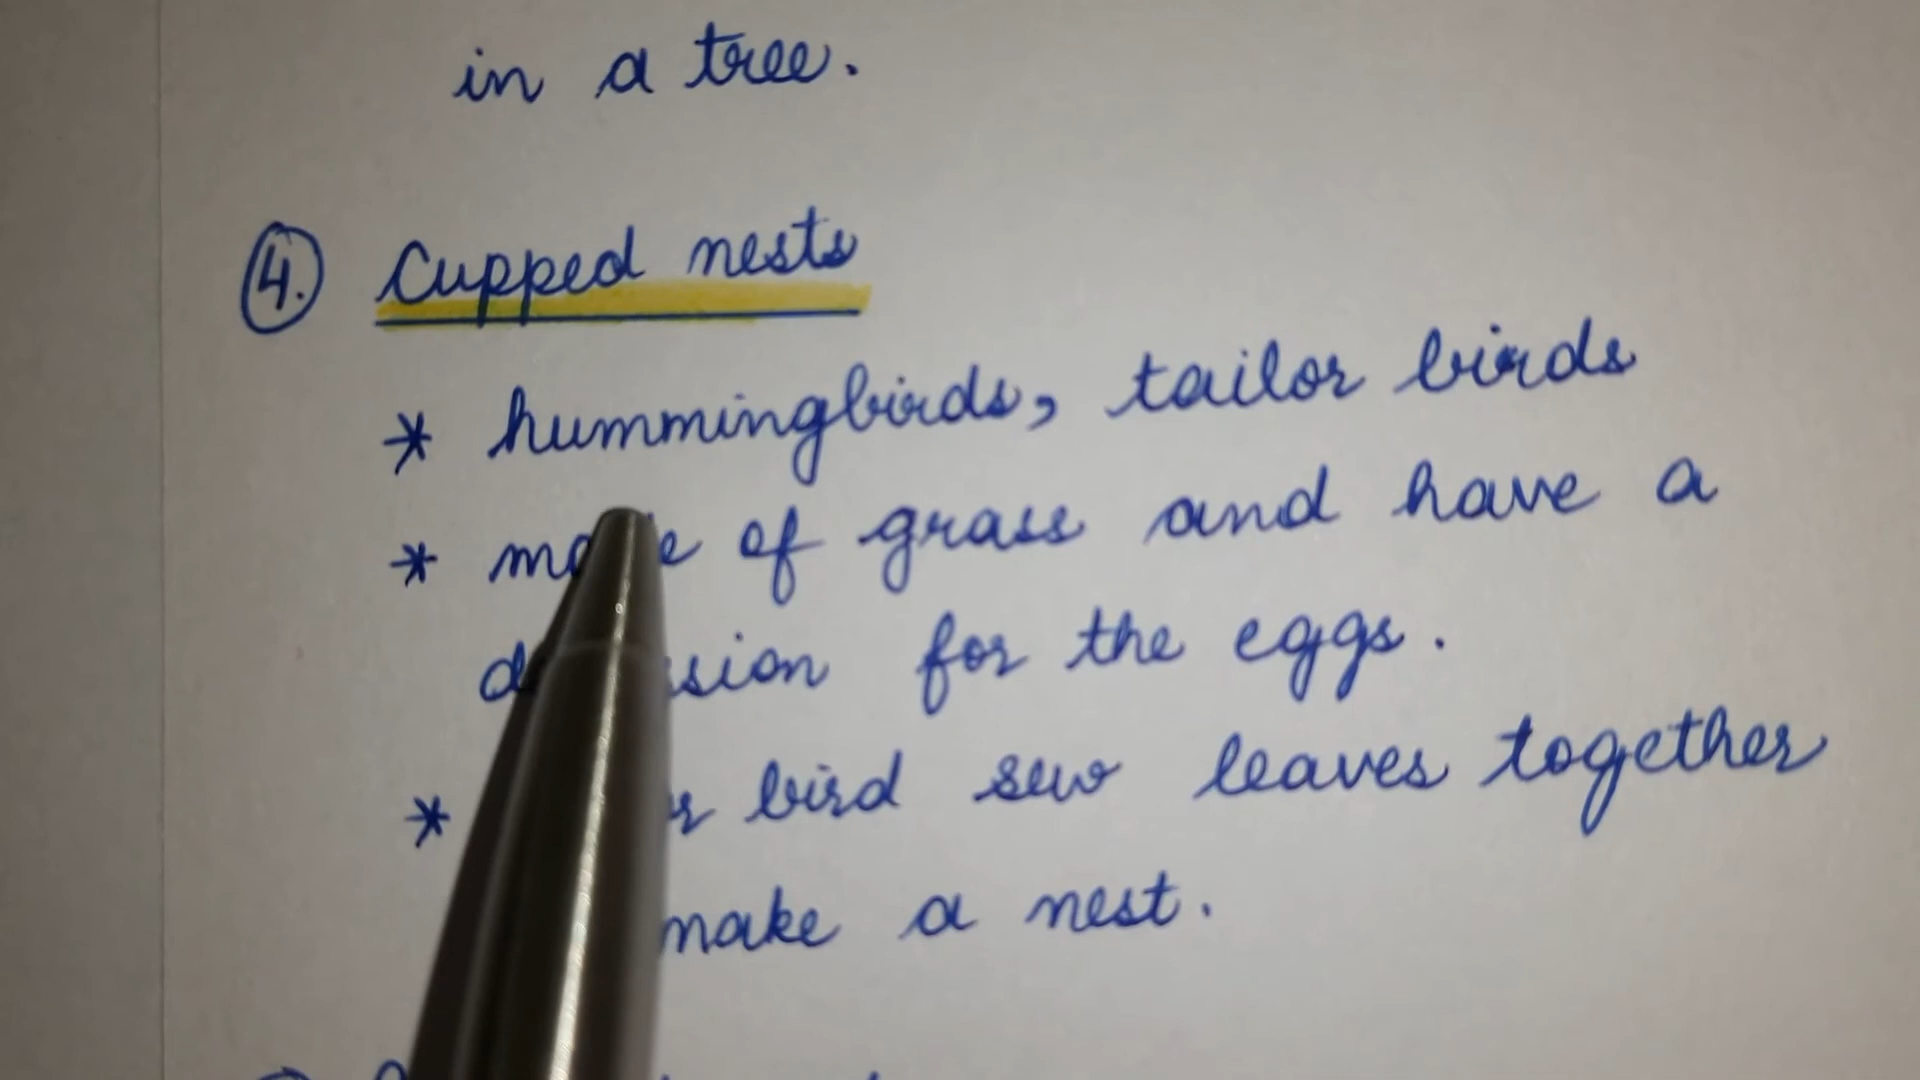 in a tree.
4. Cupped nests
* hummingbirds, tailor birds
* made of grass and have a
for the eggs.
* bird sew leaves together
make a nest.